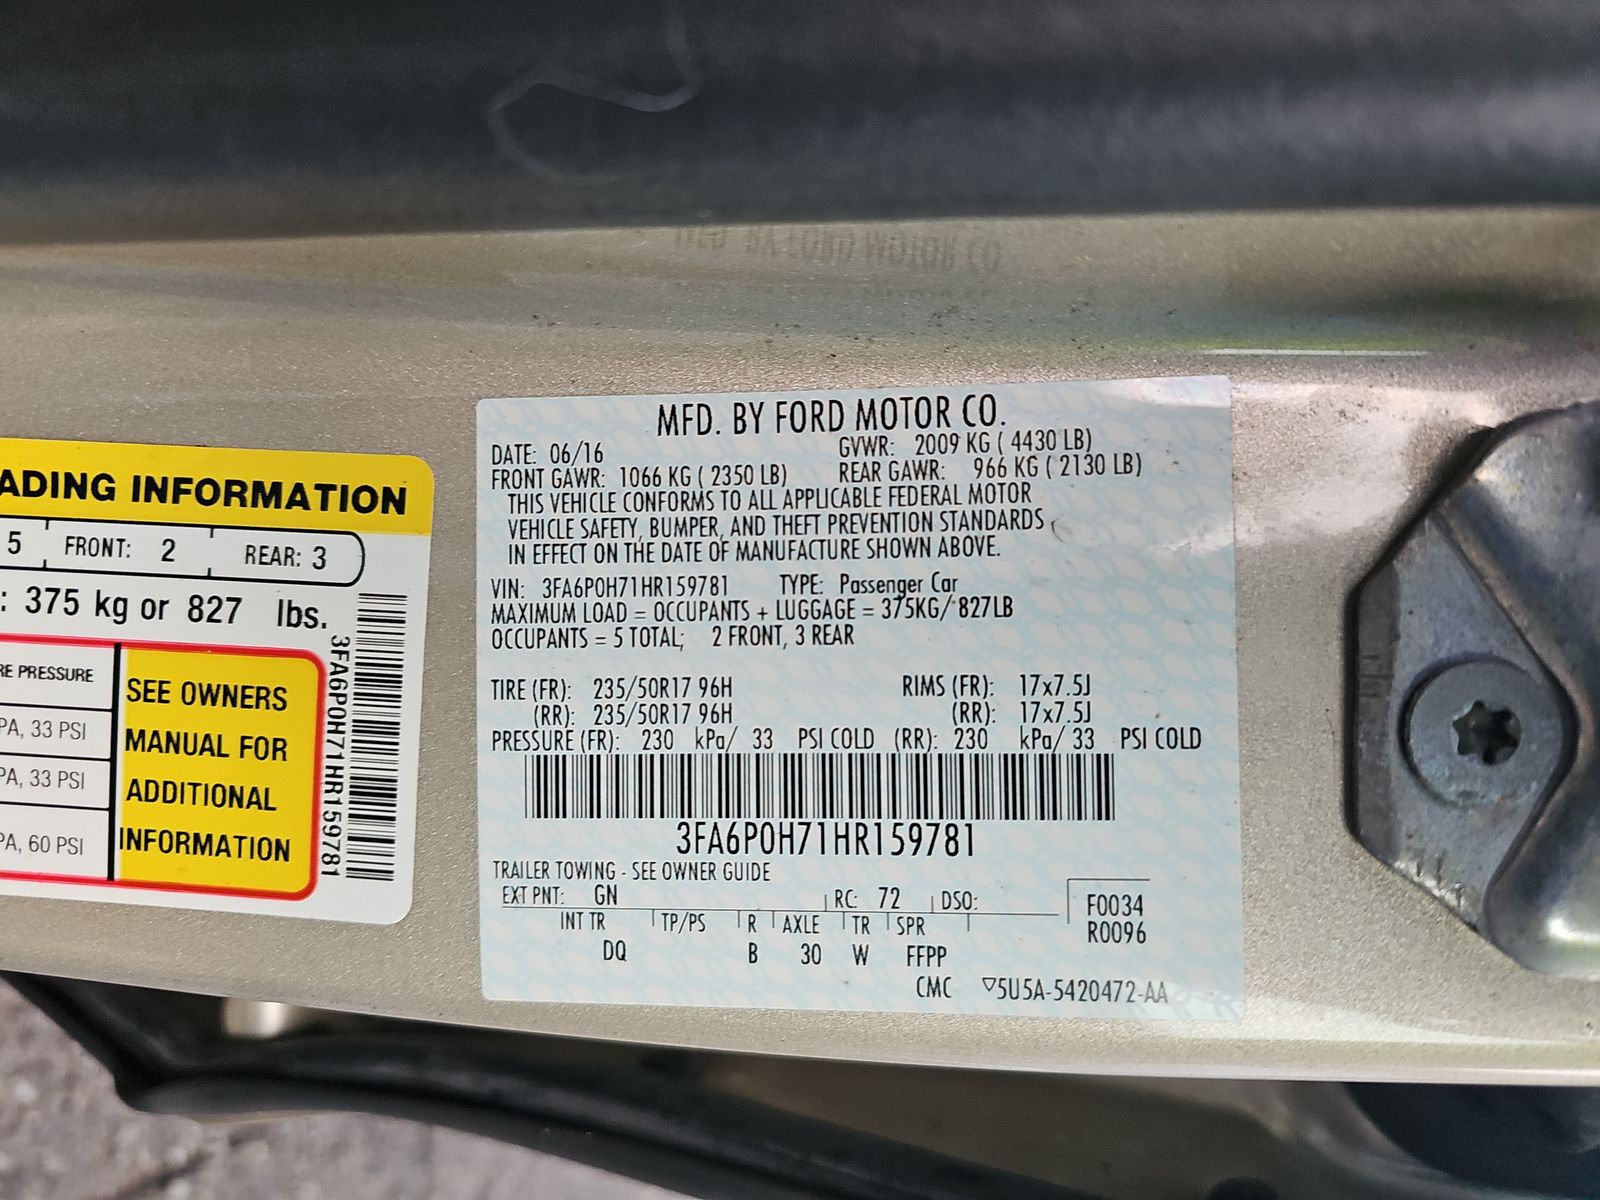 ADING INFORMATION
5 FRONT: 2 REAR: 3
: 375 kg or 827 lbs.
RE PRESSURE
PA, 33 PSI
PA, 33 PSI
PA, 60 PSI
SEE OWNERS
MANUAL FOR
ADDITIONAL
INFORMATION
3FA6P0H71HR159781
MFD. BY FORD MOTOR CO.
DATE: 06/16 GVWR: 2009 KG ( 4430 LB)
FRONT GAWR: 1066 KG ( 2350 LB) REAR GAWR: 966 KG ( 2130 LB)
THIS VEHICLE CONFORMS TO ALL APPLICABLE FEDERAL MOTOR
VEHICLE SAFETY, BUMPER, AND THEFT PREVENTION STANDARDS
IN EFFECT ON THE DATE OF MANUFACTURE SHOWN ABOVE.
VIN: 3FA6P0H71HR159781 TYPE: Passenger Car
MAXIMUM LOAD = OCCUPANTS + LUGGAGE = 375KG/ 827LB
OCCUPANTS = 5 TOTAL; 2 FRONT, 3 REAR
TIRE (FR): 235/50R17 96H RIMS (FR): 17x7.5J
(RR): 235/50R17 96H (RR): 17x7.5J
PRESSURE (FR): 230 kPa/ 33 PSI COLD (RR): 230 kPa/ 33 PSI COLD
3FA6P0H71HR159781
TRAILER TOWING - SEE OWNER GUIDE
EXT PNT: GN RC: 72 DSO:
F0034
R0096
INT TR TP/PS R AXLE TR SPR
DQ B 30 W FFPP
CMC ▽5U5A-5420472-AA